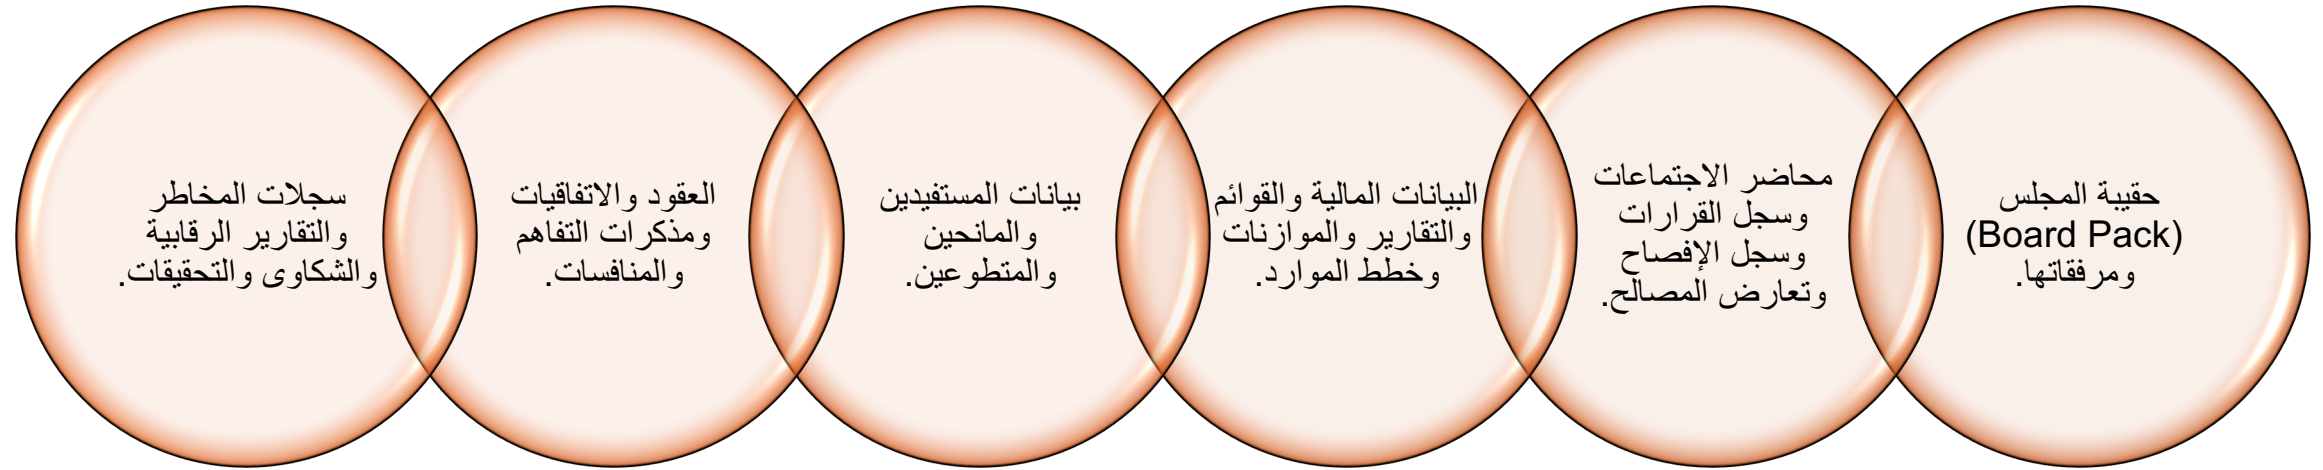 حقيبة المجلس
(Board Pack)
ومرفقاتها.
محاضر الاجتماعات
وسجل القرارات
وسجل الإفصاح
وتعارض المصالح.
البيانات المالية والقوائم
والتقارير والموازنات
وخطط الموارد.
بيانات المستفيدين
والمانحين
والمتطوعين.
العقود والاتفاقيات
ومذكرات التفاهم
والمنافسات.
سجلات المخاطر
والتقارير الرقابية
والشكاوى والتحقيقات.